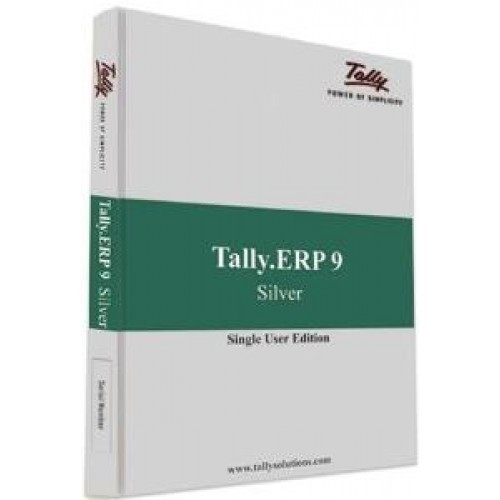 Tally
POWER OF SIMPLICITY
Tally.ERP 9 Silver
Serial Number
Tally
POWER OF SIMPLICITY
Tally.ERP 9
Silver
Single User Edition
www.tallysolutions.com